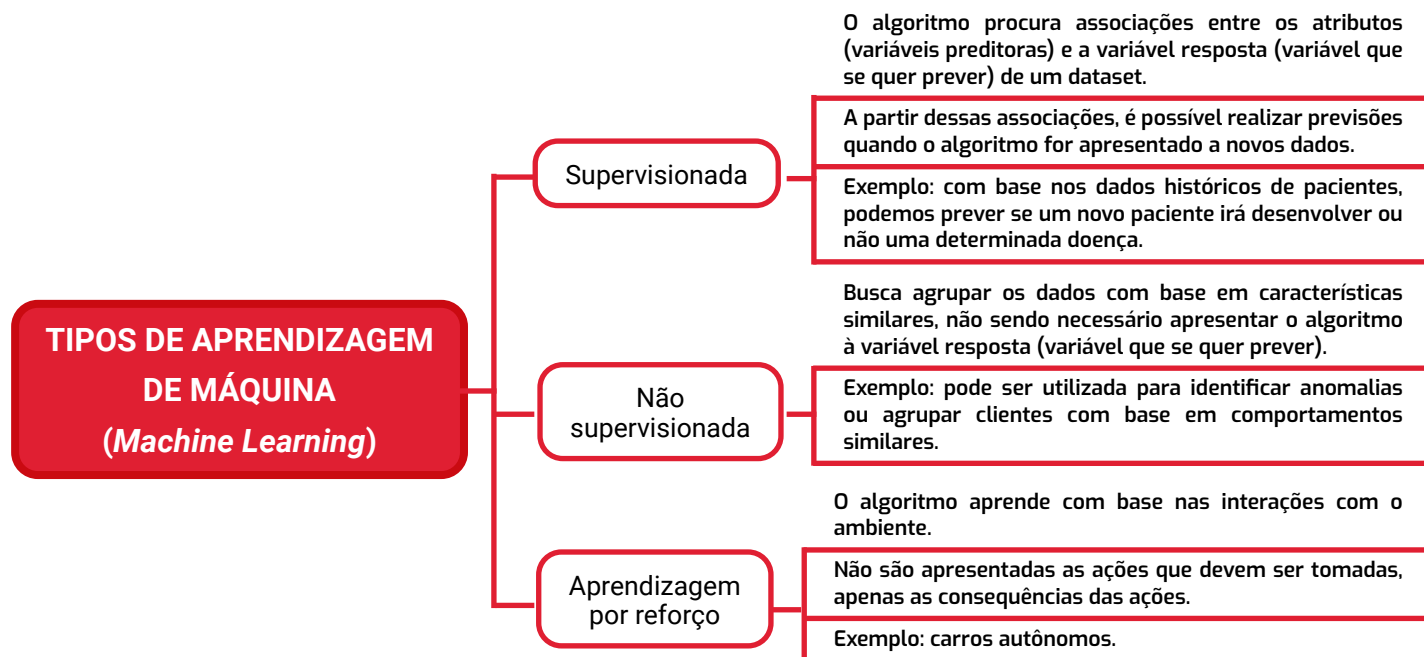 TIPOS DE APRENDIZAGEM
DE MÁQUINA
(Machine Learning)
Supervisionada
O algoritmo procura associações entre os atributos
(variáveis preditoras) e a variável resposta (variável que
se quer prever) de um dataset.
A partir dessas associações, é possível realizar previsões
quando o algoritmo for apresentado a novos dados.
Exemplo: com base nos dados históricos de pacientes,
podemos prever se um novo paciente irá desenvolver ou
não uma determinada doença.
Não
supervisionada
Busca agrupar os dados com base em características
similares, não sendo necessário apresentar o algoritmo
à variável resposta (variável que se quer prever).
Exemplo: pode ser utilizada para identificar anomalias
ou agrupar clientes com base em comportamentos
similares.
Aprendizagem
por reforço
O algoritmo aprende com base nas interações com o
ambiente.
Não são apresentadas as ações que devem ser tomadas,
apenas as consequências das ações.
Exemplo: carros autônomos.